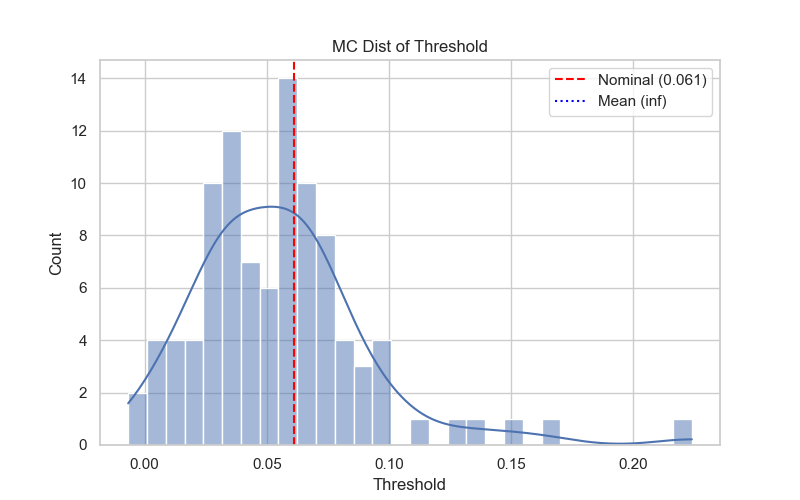 MC Dist of Threshold
Nominal (0.061)
Mean (inf)
14
12
10
8
6
4
2
0
Count
0.00 0.05 0.10 0.15 0.20
Threshold